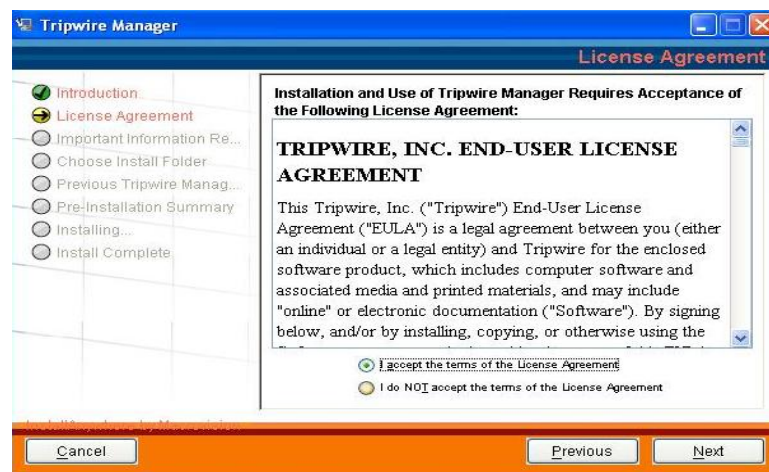 Tripwire Manager
License Agreement
Introduction
License Agreement
Important Information Re...
Choose Install Folder
Previous Tripwire Manag...
Pre-Installation Summary
Installing...
Install Complete
Installation and Use of Tripwire Manager Requires Acceptance of
the Following License Agreement:
TRIPWIRE, INC. END-USER LICENSE
AGREEMENT
This Tripwire, Inc. ("Tripwire") End-User License
Agreement ("EULA") is a legal agreement between you (either
an individual or a legal entity) and Tripwire for the enclosed
software product, which includes computer software and
associated media and printed materials, and may include
"online" or electronic documentation ("Software"). By signing
below, and/or by installing, copying, or otherwise using the
I accept the terms of the License Agreement
I do NOT accept the terms of the License Agreement
InstallAnywhere by Macrovision
Cancel
Previous
Next